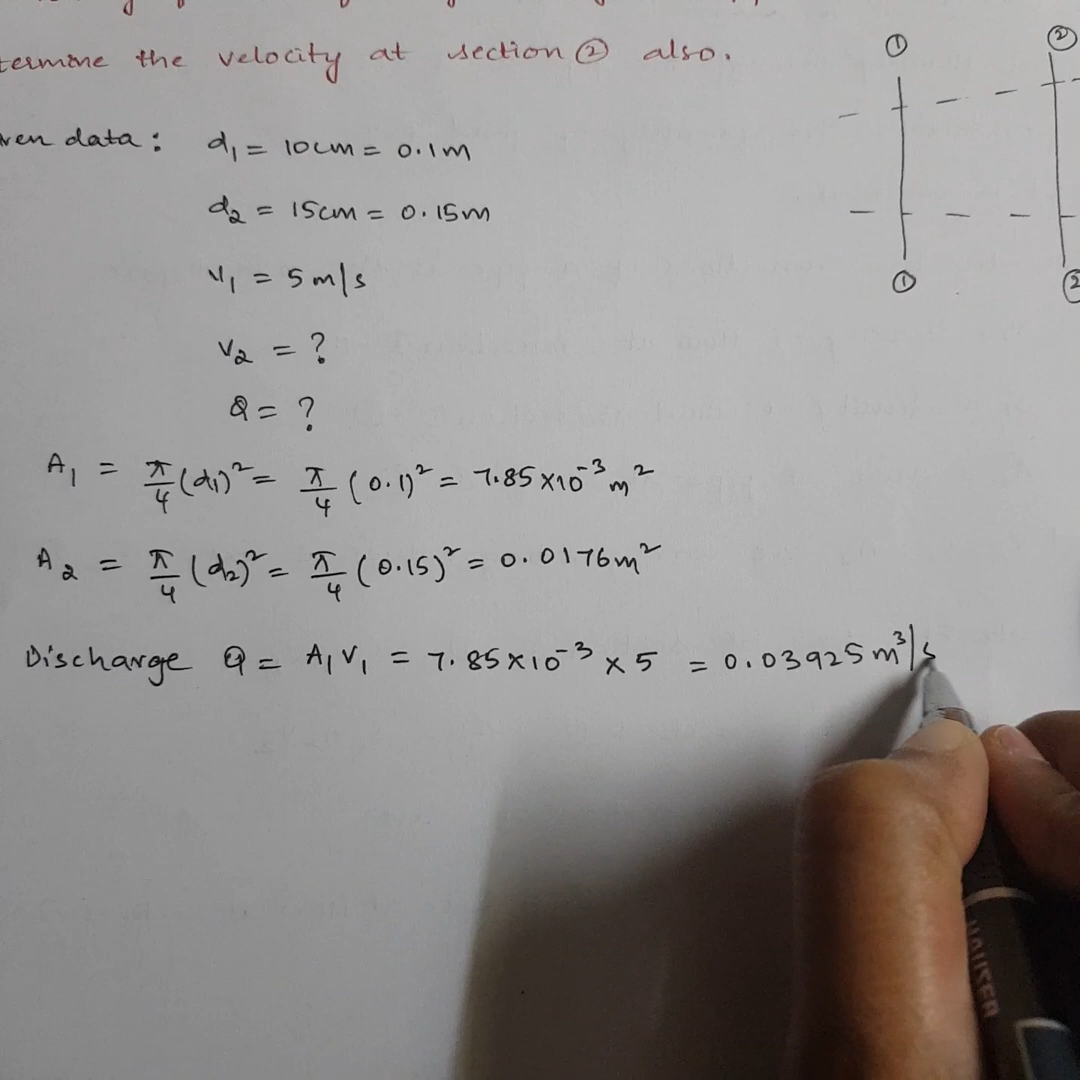 the velocity at section ② also.
data : d₁ = 10cm = 0.1m
d₂ = 15cm = 0.15m
v₁ = 5 m/s
v₂ = ?
Q = ?
A₁ = π/4 (d₁)² = π/4 (0.1)² = 7.85 × 10⁻³ m²
A₂ = π/4 (d₂)² = π/4 (0.15)² = 0.0176 m²
Discharge Q = A₁ v₁ = 7.85 × 10⁻³ × 5 = 0.03925 m³/s
① ②
① ②
HAUSER